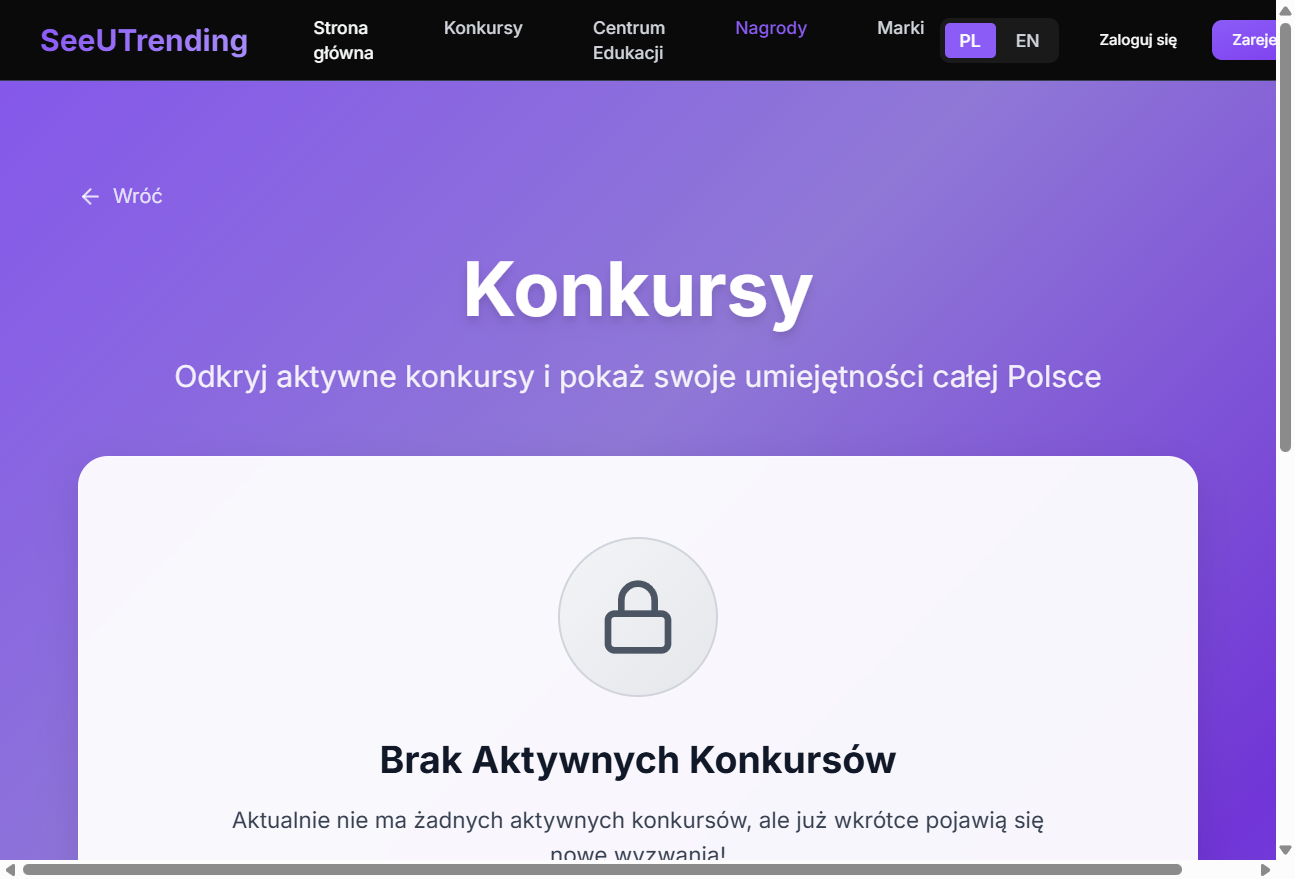 SeeUTrending
Strona
główna
Konkursy
Centrum
Edukacji
Nagrody
Marki
PL
EN
Zaloguj się
Wróć
Konkursy
Odkryj aktywne konkursy i pokaż swoje umiejętności całej Polsce
Brak Aktywnych Konkursów
Aktualnie nie ma żadnych aktywnych konkursów, ale już wkrótce pojawią się
nowe wyzwania!